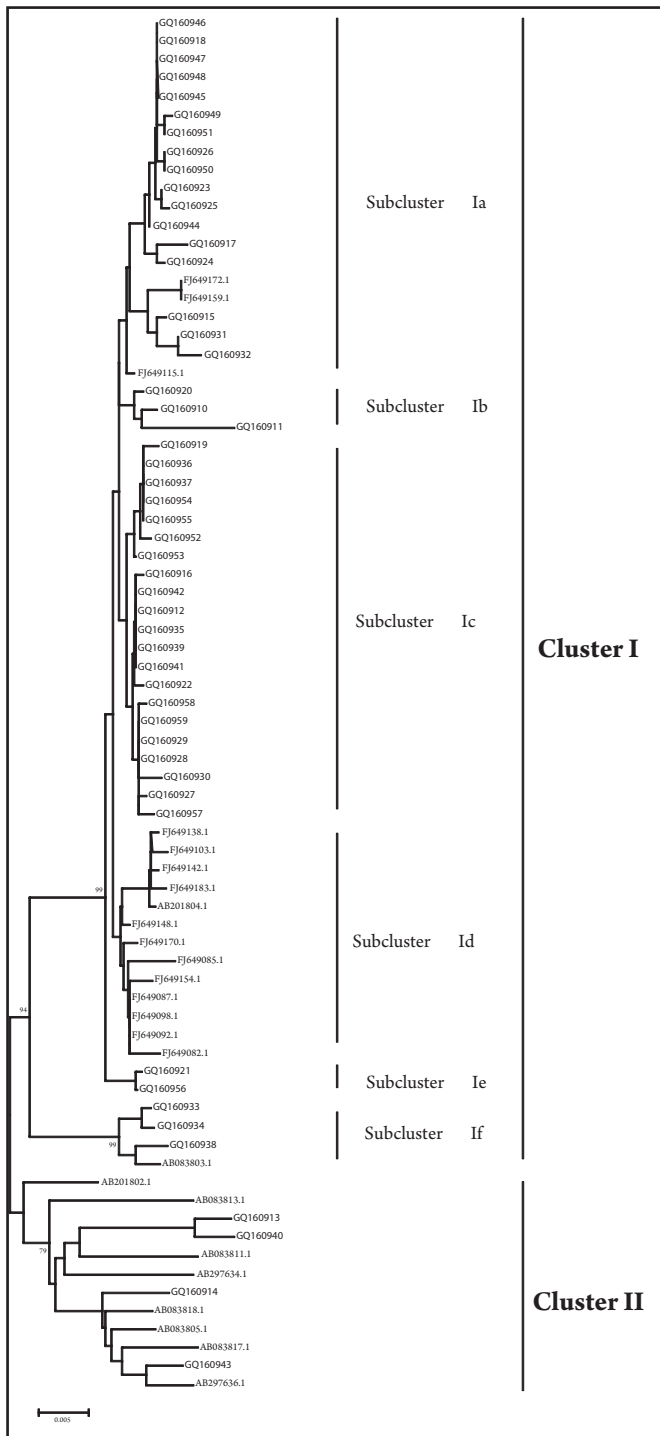 GQ160946
GQ160918
GQ160947
GQ160948
GQ160945
GQ160949
GQ160951
GQ160926
GQ160950
GQ160923
Subcluster Ia
GQ160925
GQ160944
GQ160917
GQ160924
FJ649172.1
FJ649159.1
GQ160915
GQ160931
GQ160932
FJ649115.1
GQ160920
GQ160910
Subcluster Ib
GQ160911
GQ160919
GQ160936
GQ160937
GQ160954
GQ160955
GQ160952
GQ160953
GQ160916
GQ160942
GQ160912
Subcluster Ic
GQ160935
GQ160939
Cluster I
GQ160941
GQ160922
GQ160958
GQ160959
GQ160929
GQ160928
GQ160930
GQ160927
GQ160957
FJ649138.1
FJ649103.1
FJ649142.1
99
FJ649183.1
AB201804.1
FJ649148.1
FJ649170.1
Subcluster Id
FJ649085.1
FJ649154.1
FJ649087.1
94
FJ649098.1
FJ649092.1
FJ649082.1
GQ160921
Subcluster Ie
GQ160956
GQ160933
GQ160934
Subcluster If
99
GQ160938
AB083803.1
AB201802.1
AB083813.1
GQ160913
GQ160940
79
AB083811.1
AB297634.1
GQ160914
Cluster II
AB083818.1
AB083805.1
AB083817.1
GQ160943
AB297636.1
0.005